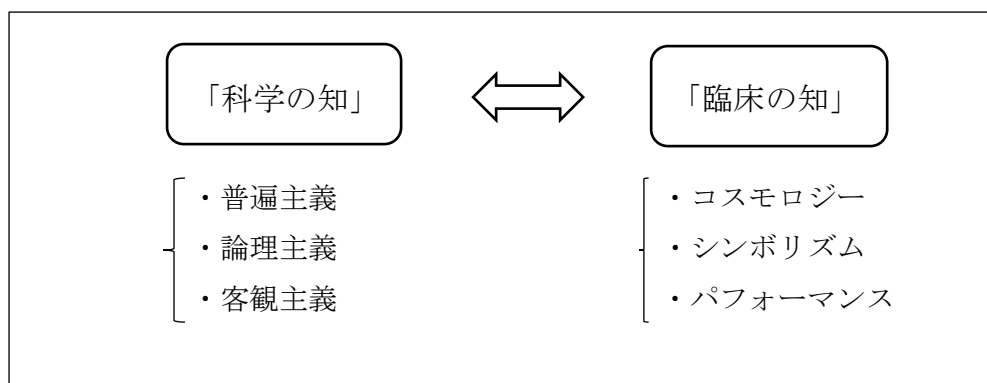 「科学の知」
「臨床の知」
・普遍主義
・論理主義
・客観主義
・コスモロジー
・シンボリズム
・パフォーマンス